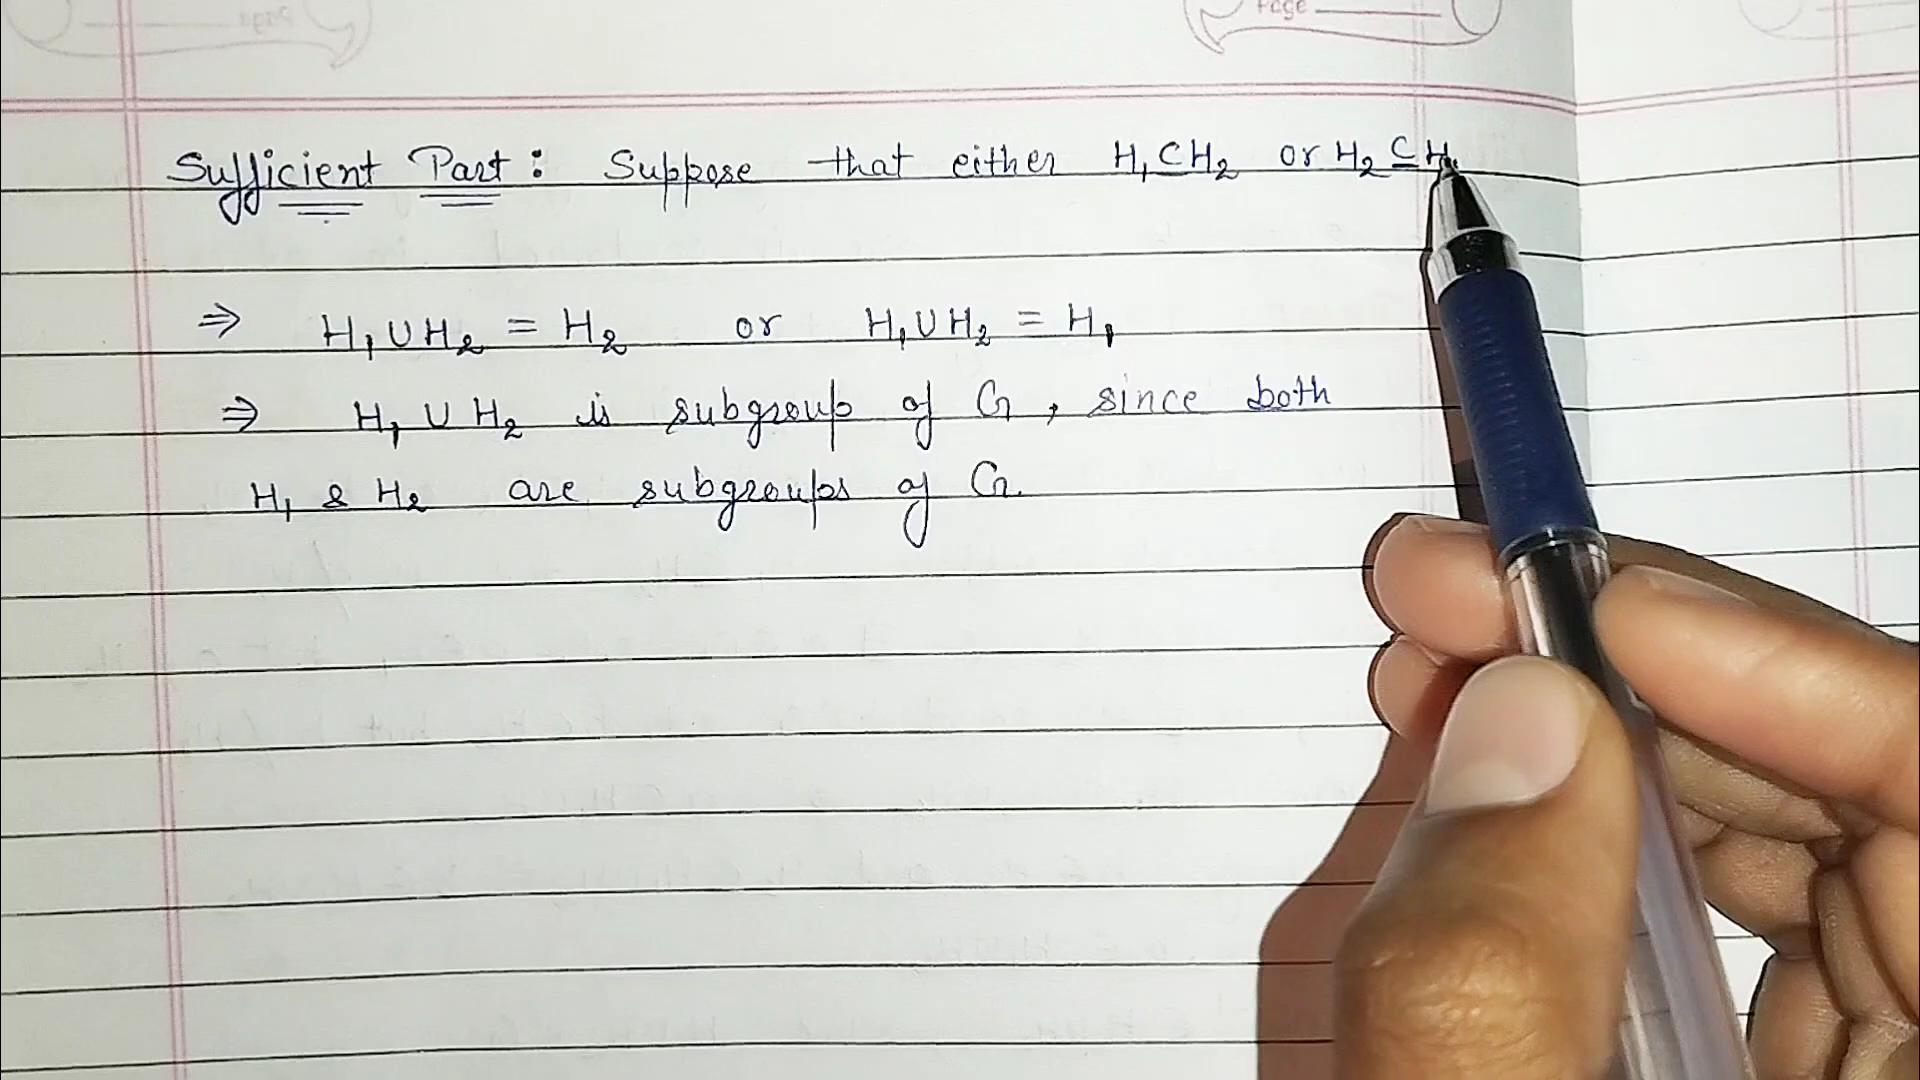 Page
Sufficient Part : Suppose that either H₁ ⊆ H₂ or H₂ ⊆ H
⇒ H₁ ∪ H₂ = H₂ or H₁ ∪ H₂ = H₁
⇒ H₁ ∪ H₂ is subgroup of G, since both
H₁ & H₂ are subgroups of G.